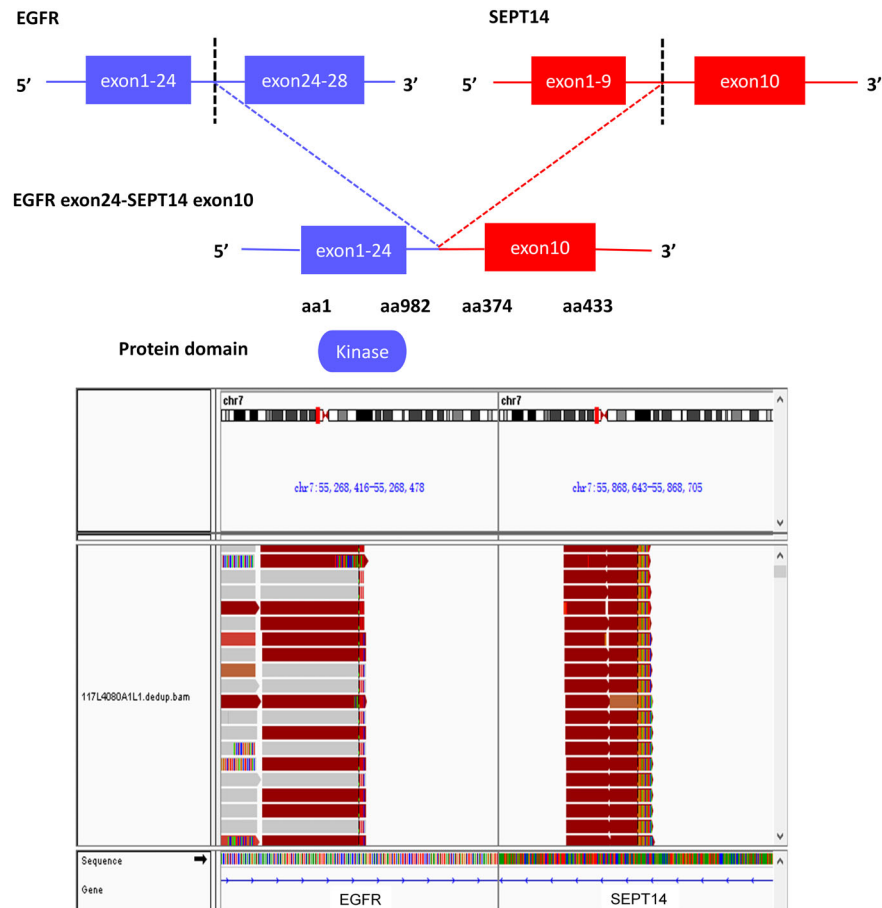 EGFR SEPT14
5’ exon1-24 exon24-28 3’ 5’ exon1-9 exon10 3’
EGFR exon24-SEPT14 exon10
5’ exon1-24 exon10 3’
aa1 aa982 aa374 aa433
Protein domain Kinase
chr7 chr7
chr7:55,268,416-55,268,478 chr7:55,868,643-55,868,705
117L4080A1L1.dedup.bam
Sequence
Gene
EGFR SEPT14